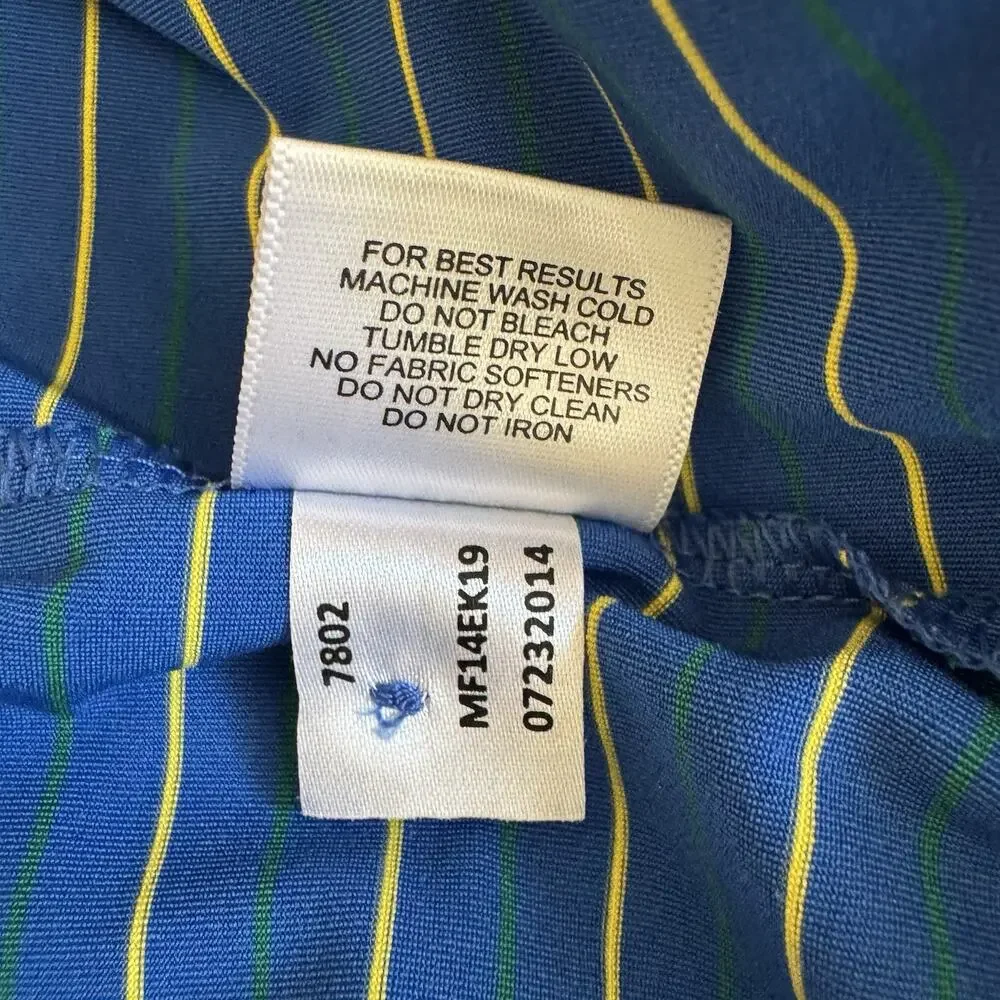 FOR BEST RESULTS
MACHINE WASH COLD
DO NOT BLEACH
TUMBLE DRY LOW
NO FABRIC SOFTENERS
DO NOT DRY CLEAN
DO NOT IRON
7802
MF14EK19
07232014